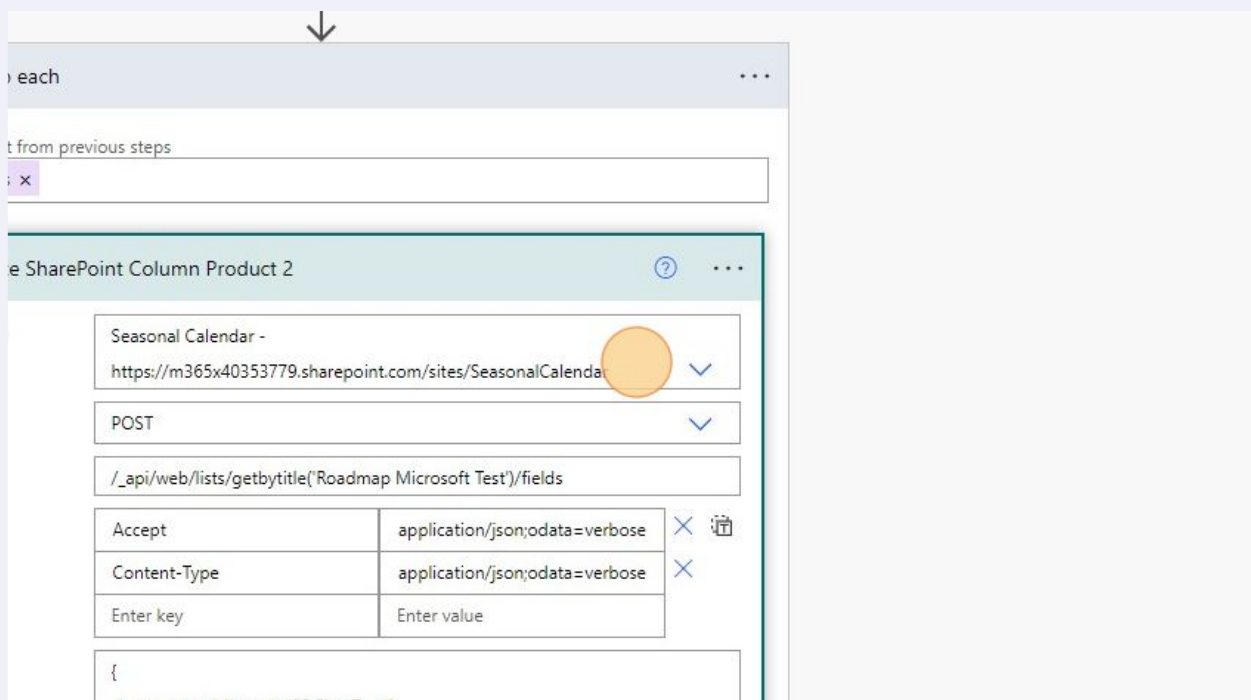 each
from previous steps
SharePoint Column Product 2
Seasonal Calendar -
https://m365x40353779.sharepoint.com/sites/SeasonalCalendar
POST
/_api/web/lists/getbytitle('Roadmap Microsoft Test')/fields
Accept application/json;odata=verbose
Content-Type application/json;odata=verbose
Enter key Enter value
{